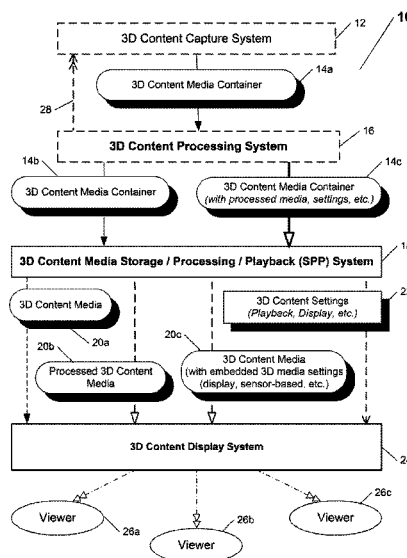 10
12
3D Content Capture System
14a
3D Content Media Container
28
16
3D Content Processing System
14b
14c
3D Content Media Container
3D Content Media Container
(with processed media, settings, etc.)
3D Content Media Storage / Processing / Playback (SPP) System
3D Content Media
3D Content Settings
(Playback, Display, etc.)
20a
20b
20c
Processed 3D Content
Media
3D Content Media
(with embedded 3D media settings
(display, sensor-based, etc.)
3D Content Display System
Viewer
26a
Viewer
26b
Viewer
26c